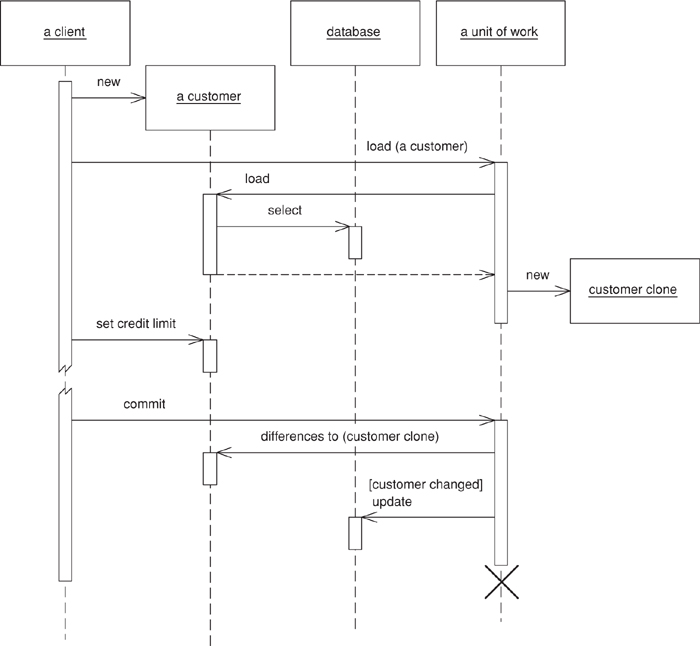 a client
database
a unit of work
new
a customer
load (a customer)
load
select
new
customer clone
set credit limit
commit
differences to (customer clone)
[customer changed]
update